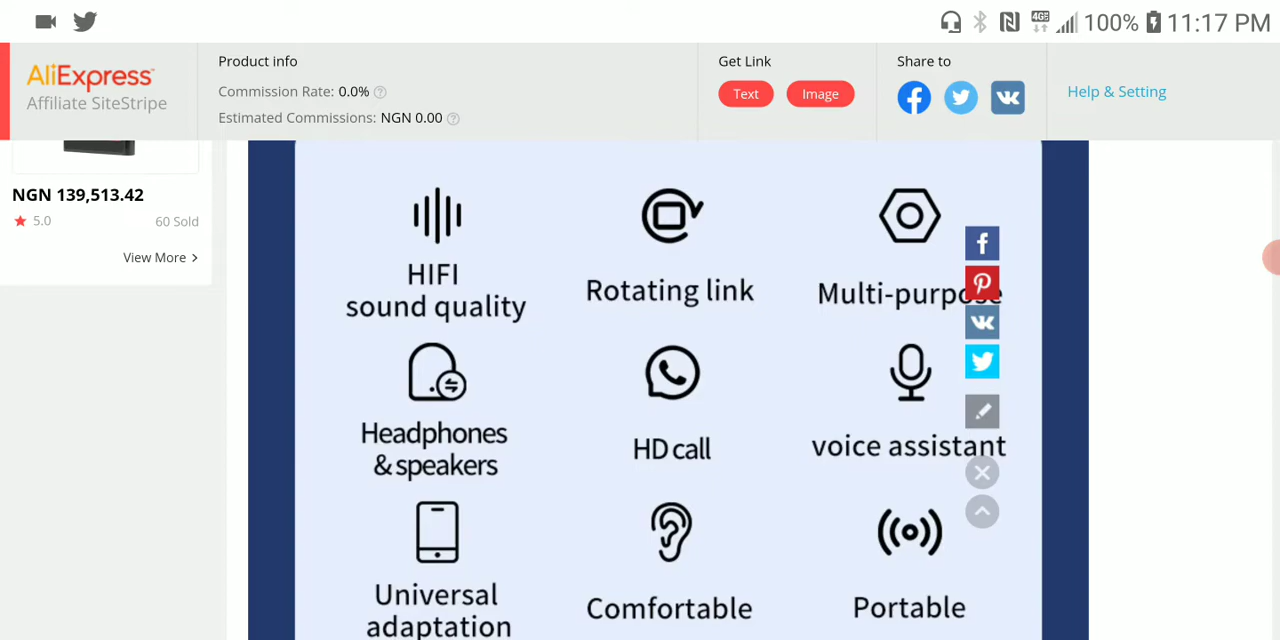 100% 11:17 PM
4GE
AliExpress
Affiliate SiteStripe
Product info
Commission Rate: 0.0%
Estimated Commissions: NGN 0.00
Get Link
Text Image
Share to
Help & Setting
NGN 139,513.42
5.0 60 Sold
View More
HIFI
sound quality
Rotating link
Multi-purpose
Headphones
& speakers
HD call
voice assistant
Universal
adaptation
Comfortable
Portable